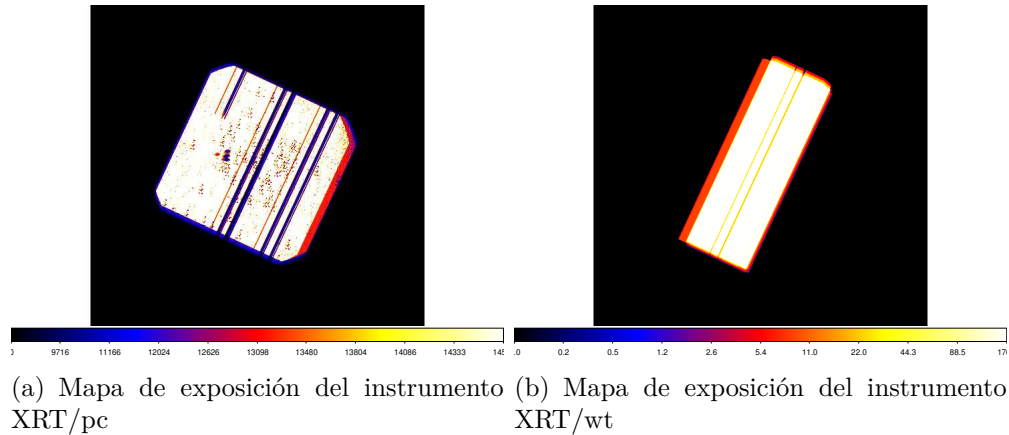 9716 11166 12024 12626 13098 13480 13804 14086 14333
0.2 0.5 1.2 2.6 5.4 11.0 22.0 44.3 88.5
(a) Mapa de exposición del instrumento
XRT/pc
(b) Mapa de exposición del instrumento
XRT/wt